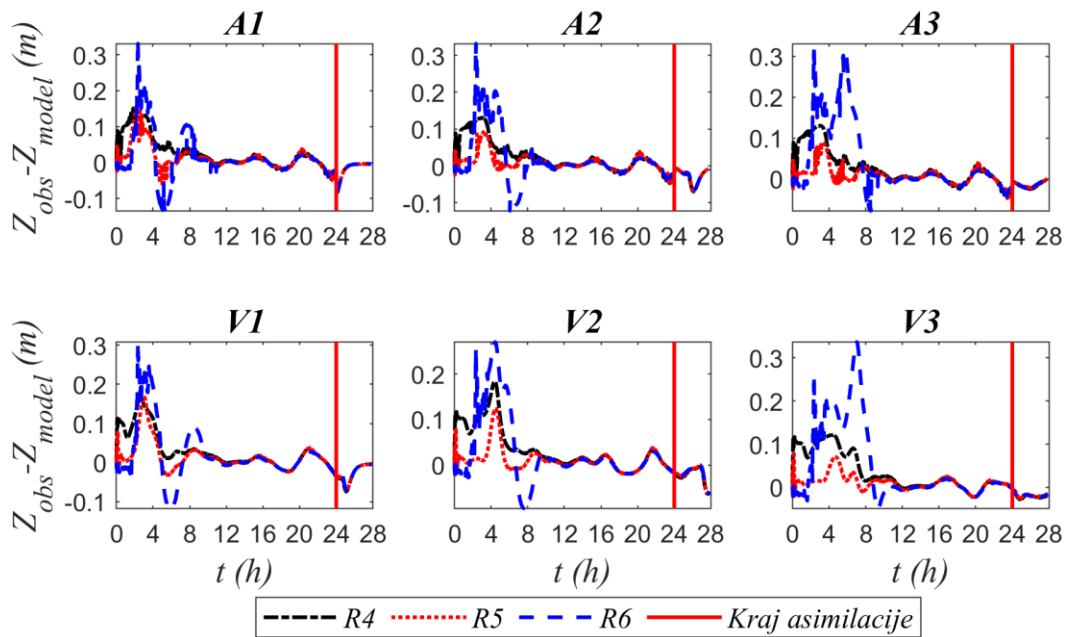 A1 A2 A3
Z_obs-Z_model (m)
0.3 0.3 0.3
0.2 0.2 0.2
0.1 0.1 0.1
0 0 0
-0.1 -0.1
0 4 8 12 16 20 24 28 0 4 8 12 16 20 24 28 0 4 8 12 16 20 24 28
V1 V2 V3
Z_obs-Z_model (m)
0.3 0.3
0.2 0.2 0.2
0.1 0.1 0.1
0 0 0
-0.1
0 4 8 12 16 20 24 28 0 4 8 12 16 20 24 28 0 4 8 12 16 20 24 28
t (h) t (h) t (h)
R4 R5 R6 Kraj asimilacije